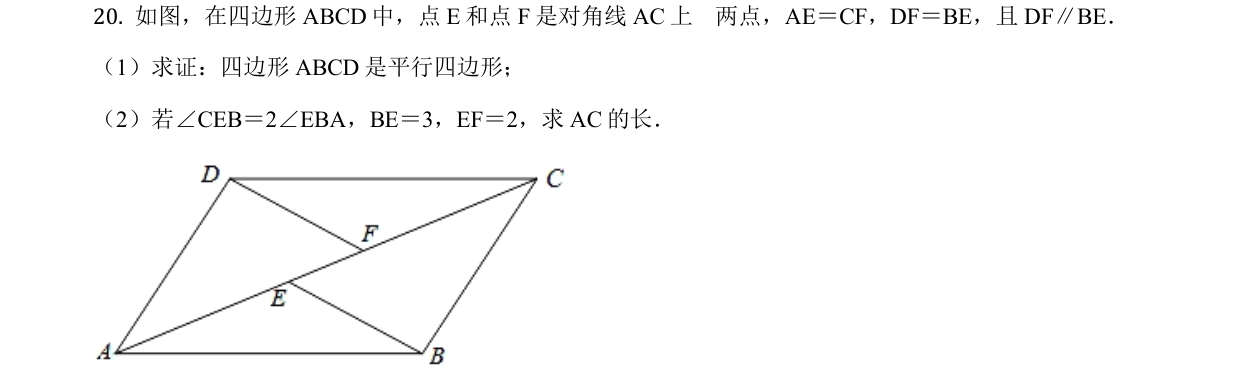 20. 如图，在四边形 ABCD 中，点 E 和点 F 是对角线 AC 上　两点，AE＝CF，DF＝BE，且 DF∥BE．
（1）求证：四边形 ABCD 是平行四边形；
（2）若∠CEB＝2∠EBA，BE＝3，EF＝2，求 AC 的长．
D
C
F
E
A
B